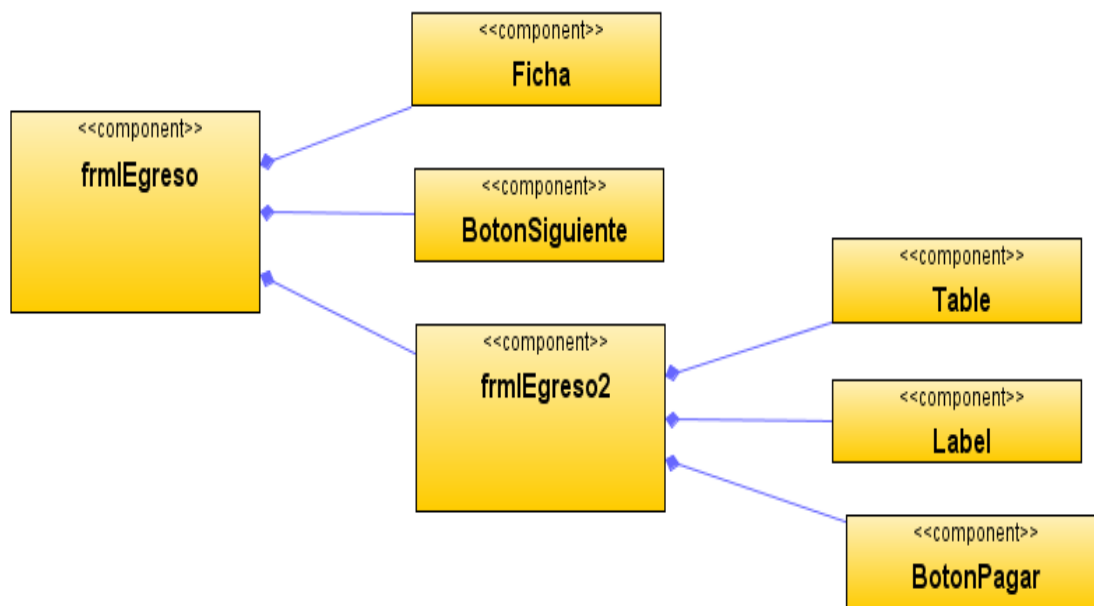 <<component>>
Ficha
<<component>>
frmlEgreso
<<component>>
BotonSiguiente
<<component>>
Table
<<component>>
frmlEgreso2
<<component>>
Label
<<component>>
BotonPagar